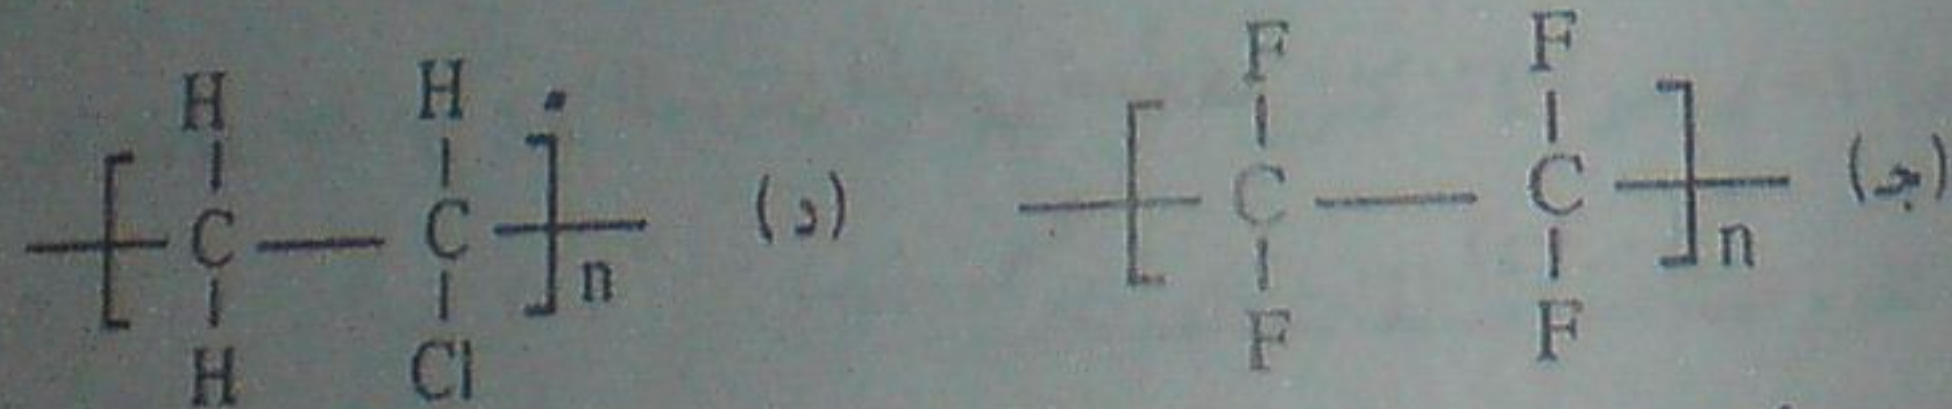 (جـ) —[ C(F)(F) — C(F)(F) ]n—
(د) —[ C(H)(H) — C(H)(Cl) ]n—